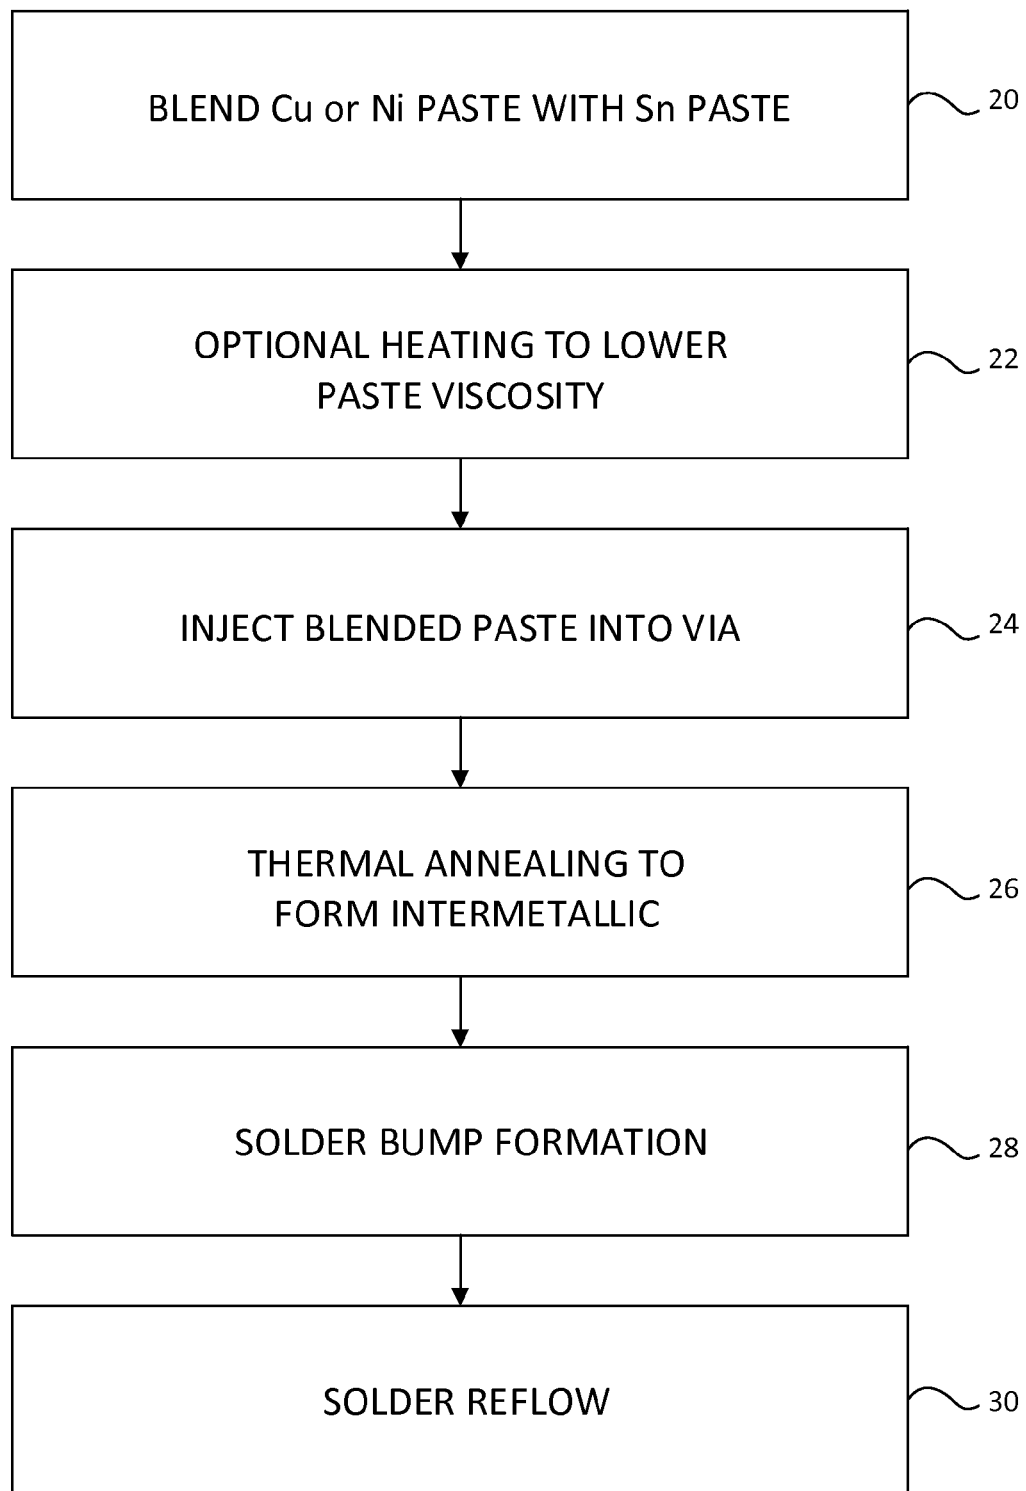 BLEND Cu or Ni PASTE WITH Sn PASTE
20
OPTIONAL HEATING TO LOWER
PASTE VISCOSITY
22
INJECT BLENDED PASTE INTO VIA
24
THERMAL ANNEALING TO
FORM INTERMETALLIC
26
SOLDER BUMP FORMATION
28
SOLDER REFLOW
30